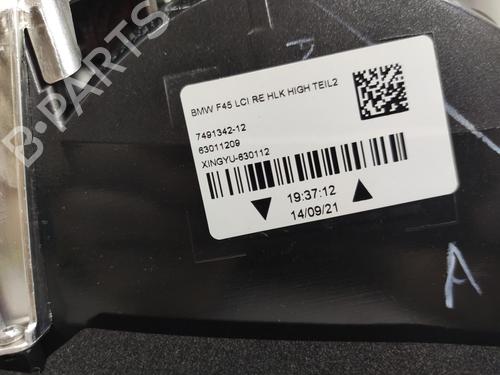 BMW F45 LCI RE HLK HIGH TEIL2
7491342-12
63011209
XINGYU-630112
19:37:12
14/09/21
A
B-PARTS